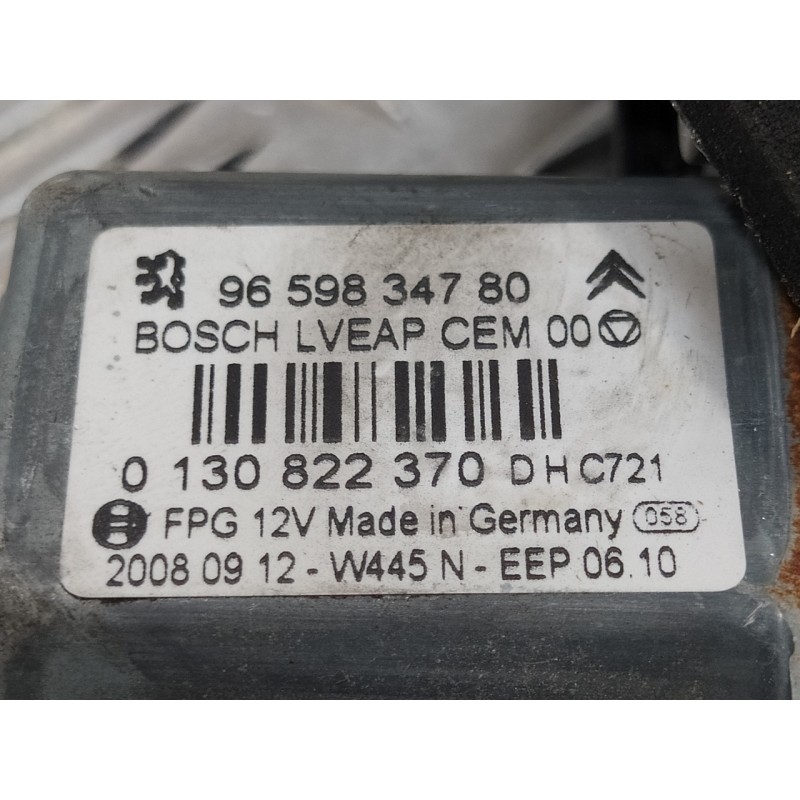 96 598 347 80
BOSCH LVEAP CEM 00
0 130 822 370 D H C721
FPG 12V Made in Germany 058
2008 09 12 - W445 N - EEP 06.10